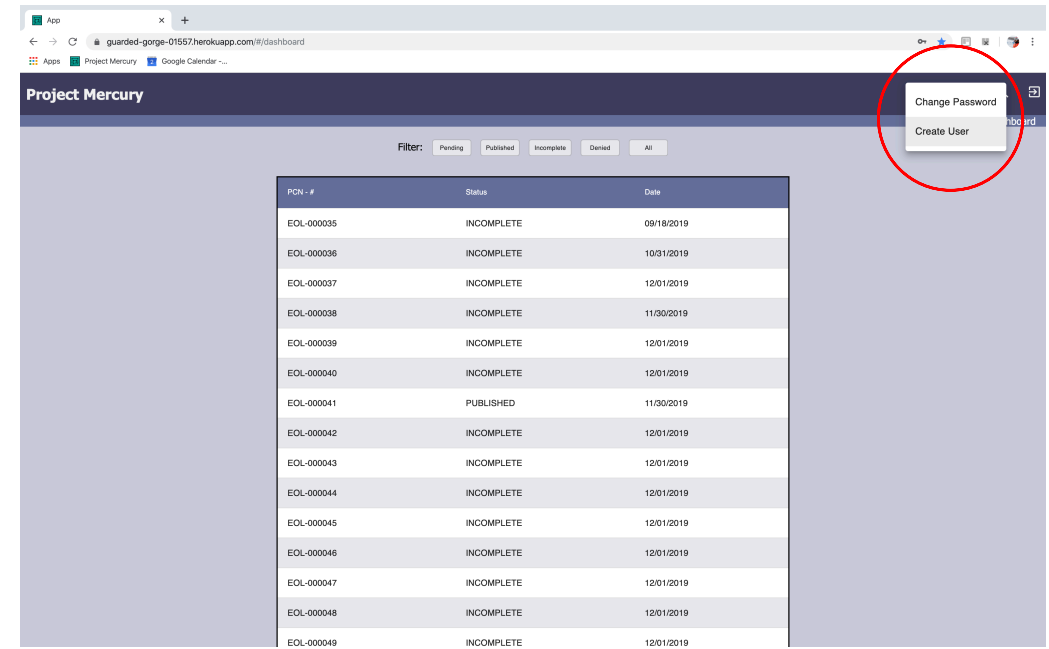 App
guarded-gorge-01557.herokuapp.com/#/dashboard
Apps Project Mercury Google Calendar -...
Project Mercury
Change Password
Create User
Filter: Pending Published Incomplete Denied All
PCN - # Status Date
EOL-000035 INCOMPLETE 09/18/2019
EOL-000036 INCOMPLETE 10/31/2019
EOL-000037 INCOMPLETE 12/01/2019
EOL-000038 INCOMPLETE 11/30/2019
EOL-000039 INCOMPLETE 12/01/2019
EOL-000040 INCOMPLETE 12/01/2019
EOL-000041 PUBLISHED 11/30/2019
EOL-000042 INCOMPLETE 12/01/2019
EOL-000043 INCOMPLETE 12/01/2019
EOL-000044 INCOMPLETE 12/01/2019
EOL-000045 INCOMPLETE 12/01/2019
EOL-000046 INCOMPLETE 12/01/2019
EOL-000047 INCOMPLETE 12/01/2019
EOL-000048 INCOMPLETE 12/01/2019
EOL-000049 INCOMPLETE 12/01/2019